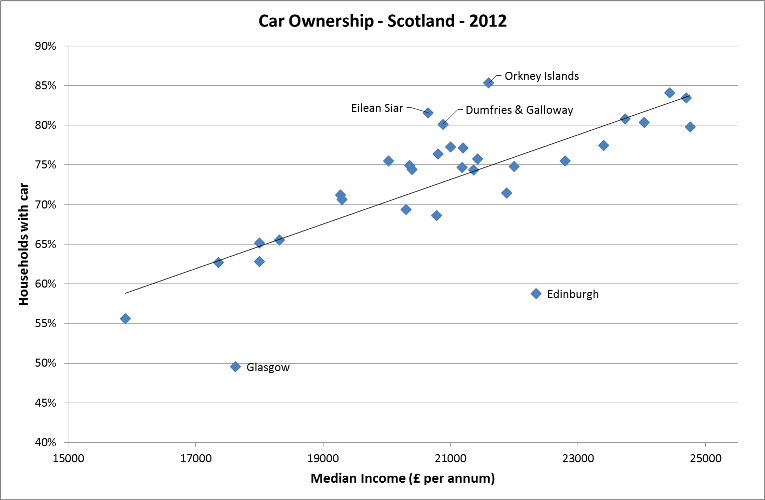 Car Ownership - Scotland - 2012
90%
85%
80%
75%
70%
65%
60%
55%
50%
45%
40%
Households with car
Orkney Islands
Eilean Siar
Dumfries & Galloway
Edinburgh
Glasgow
15000 17000 19000 21000 23000 25000
Median Income (£ per annum)